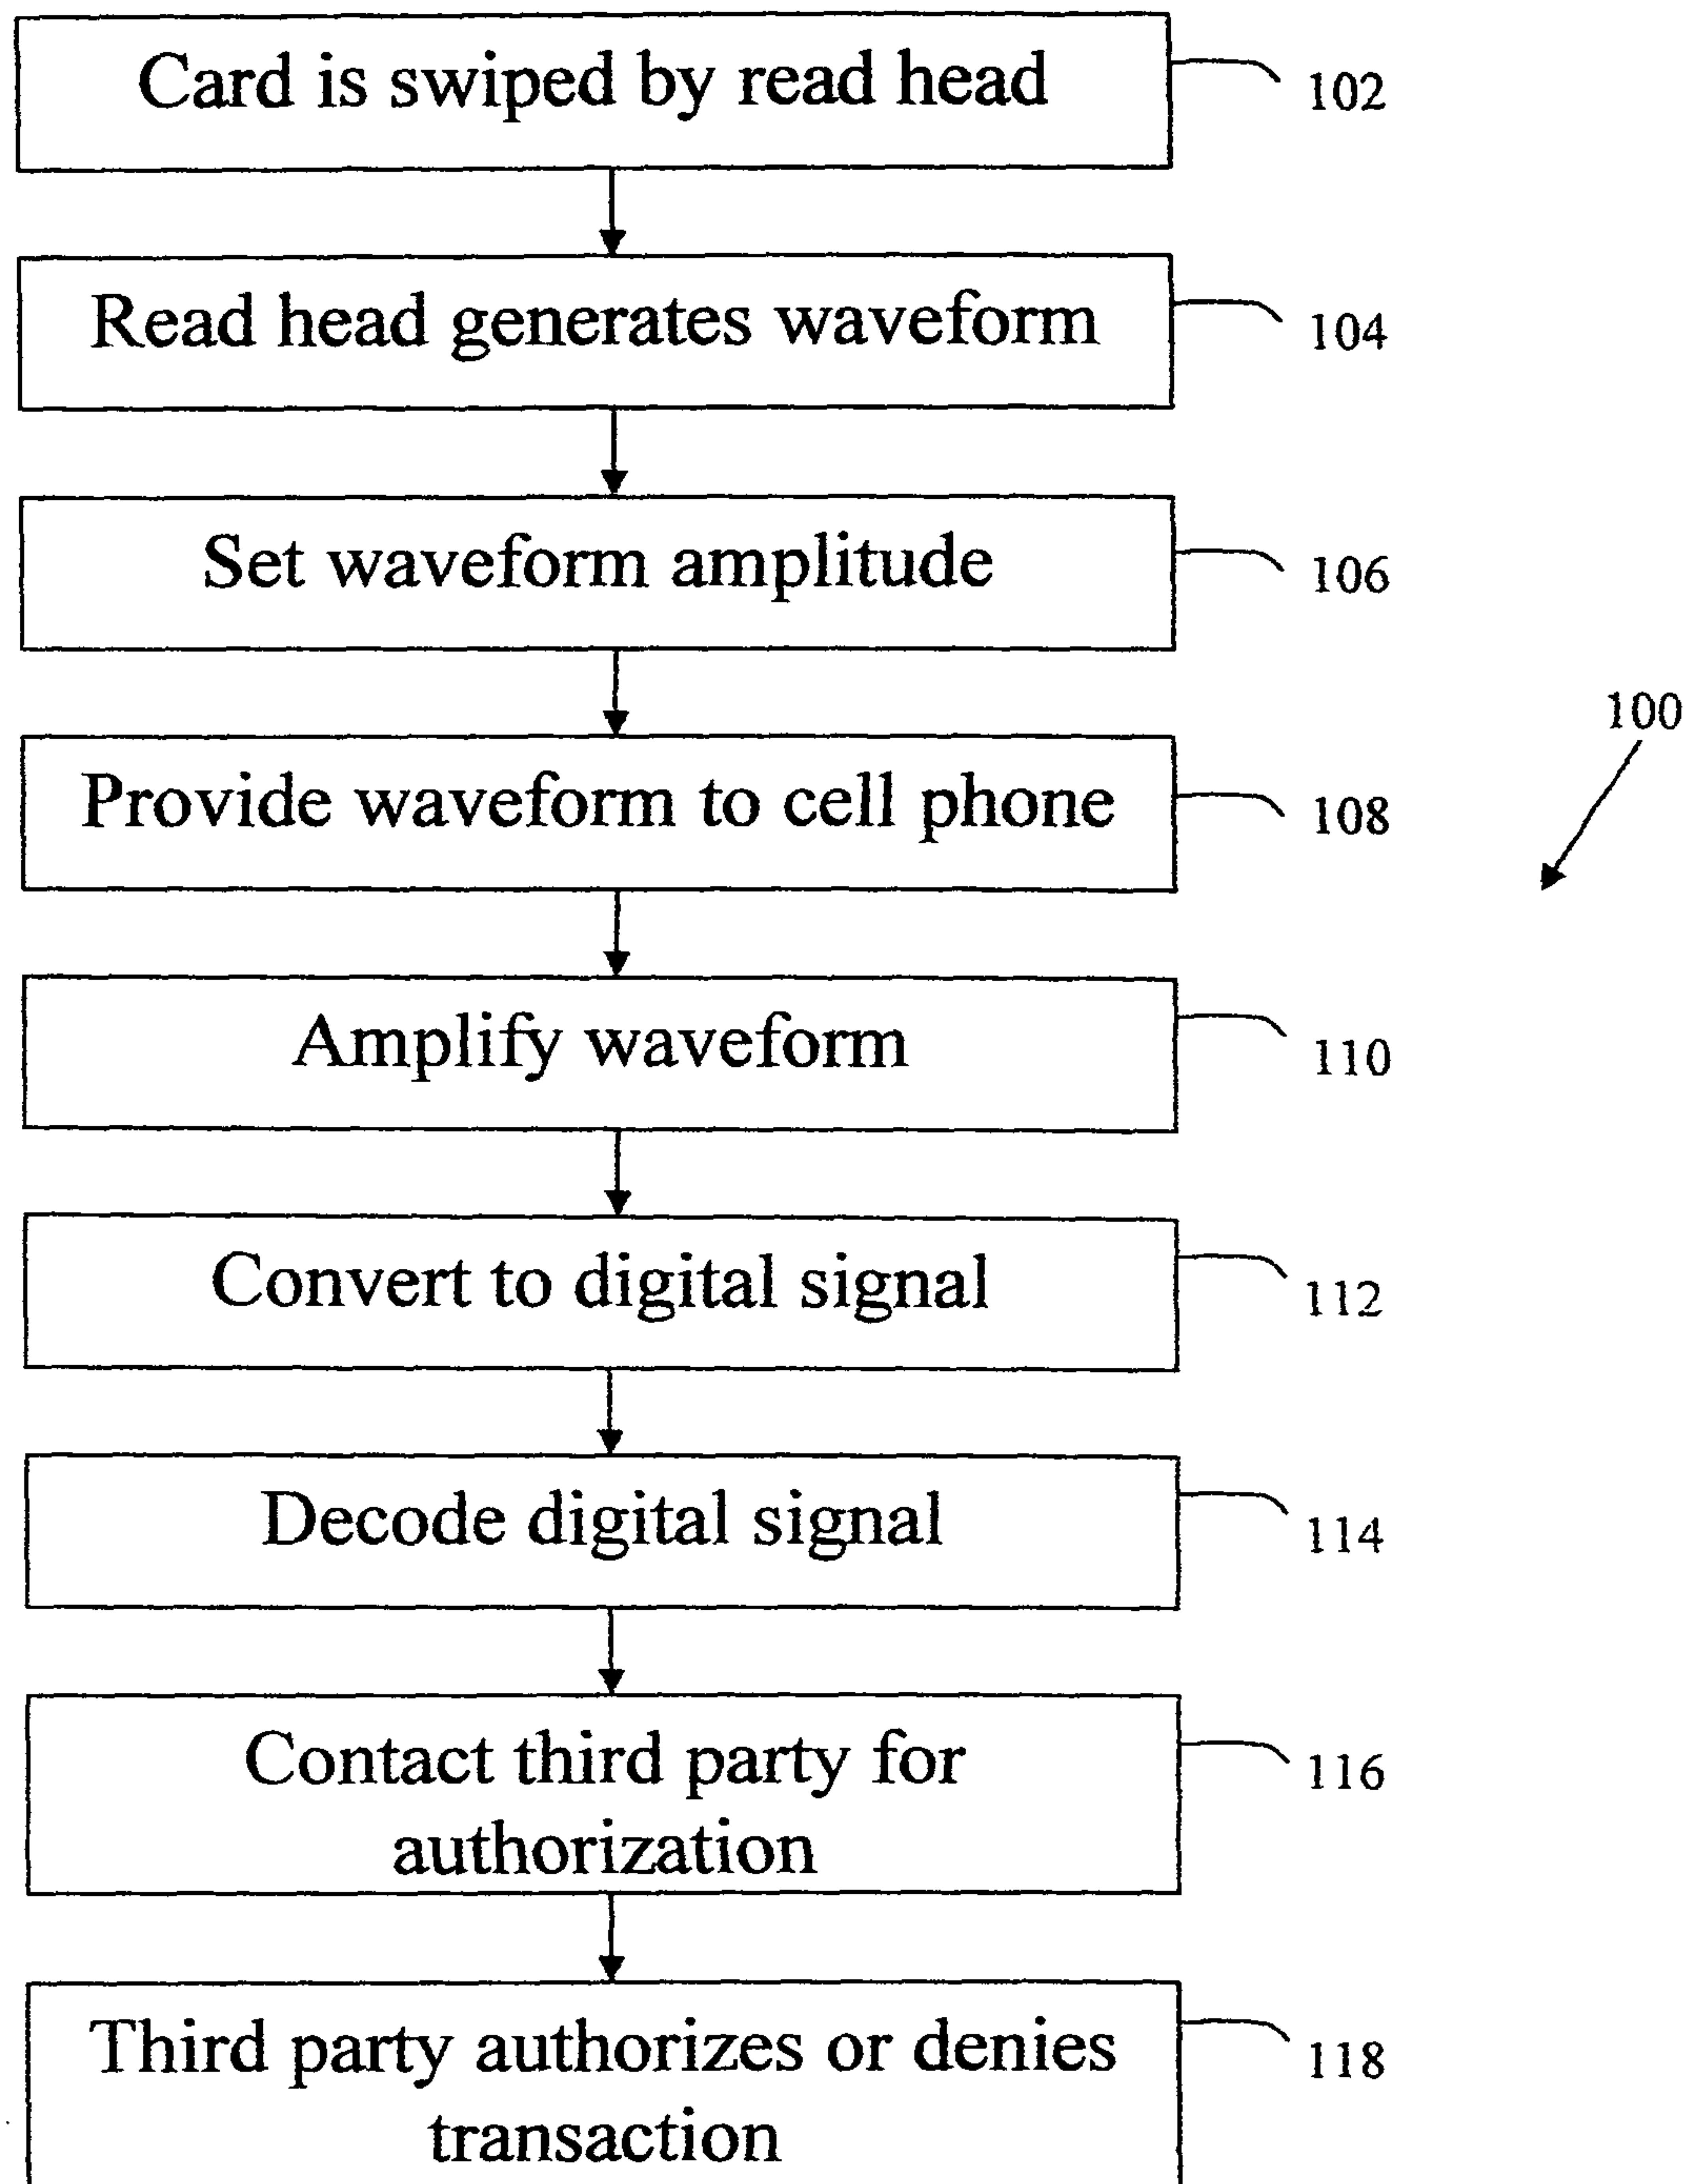 Card is swiped by read head
102
Read head generates waveform
104
Set waveform amplitude
106
100
Provide waveform to cell phone
108
Amplify waveform
110
Convert to digital signal
112
Decode digital signal
114
Contact third party for
authorization
116
Third party authorizes or denies
transaction
118